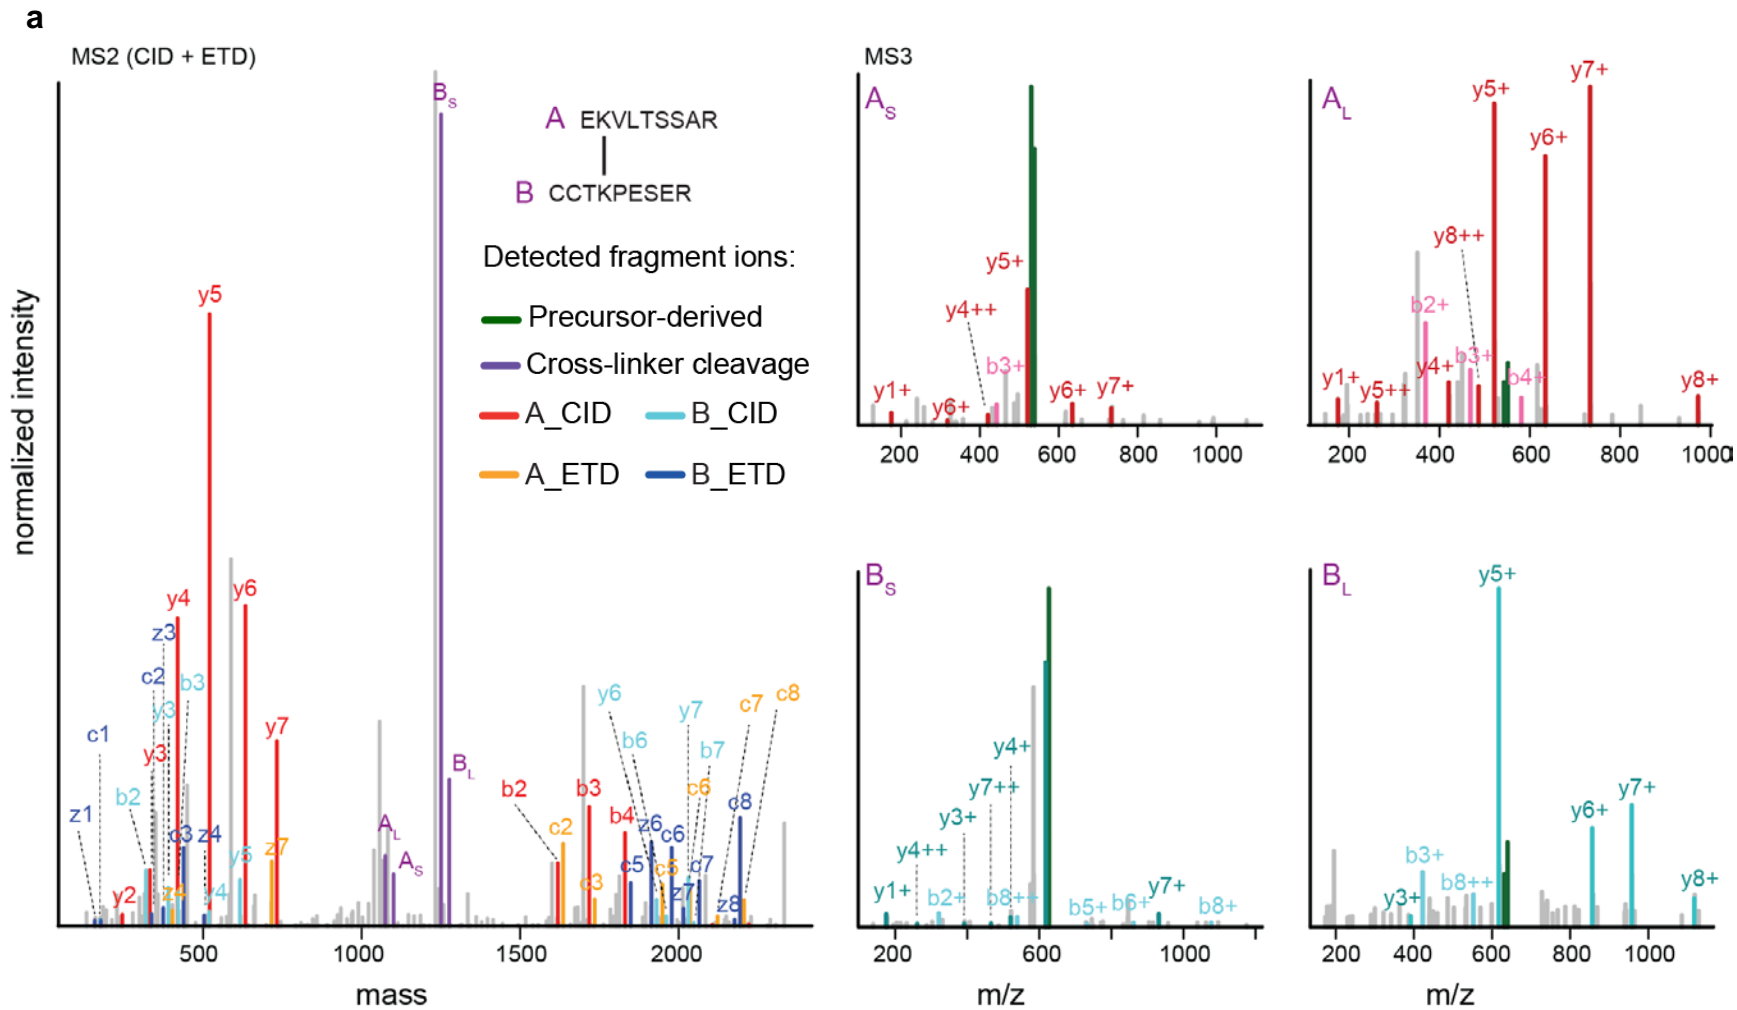 a
MS2 (CID + ETD)
normalized intensity
mass
500
1000
1500
2000
A EKVLTSSAR
B CCTKPESER
Detected fragment ions:
Precursor-derived
Cross-linker cleavage
A_CID
B_CID
A_ETD
B_ETD
BS
y5
y4
y6
z3
c2
b3
y3
c1
y3
y7
b2
z1
c3
z4
y5
z7
y2
z4
y4
AL
AS
BL
b2
b3
b4
c2
c3
c5
y6
b6
z6
c6
c5
y7
b7
c6
c7
z7
c7
c8
c8
z8
MS3
AS
y5+
y4++
b3+
y1+
y6+
y6+
y7+
200
400
600
800
1000
AL
y7+
y5+
y6+
y8++
b2+
b3+
y4+
b4+
y1+
y5++
y8+
200
400
600
800
1000
BS
y4+
y7++
y3+
y4++
y1+
b2+
b8++
b5+
b6+
y7+
b8+
200
600
1000
m/z
BL
y5+
y7+
y6+
b3+
y3+
b8++
y8+
200
400
600
800
1000
m/z